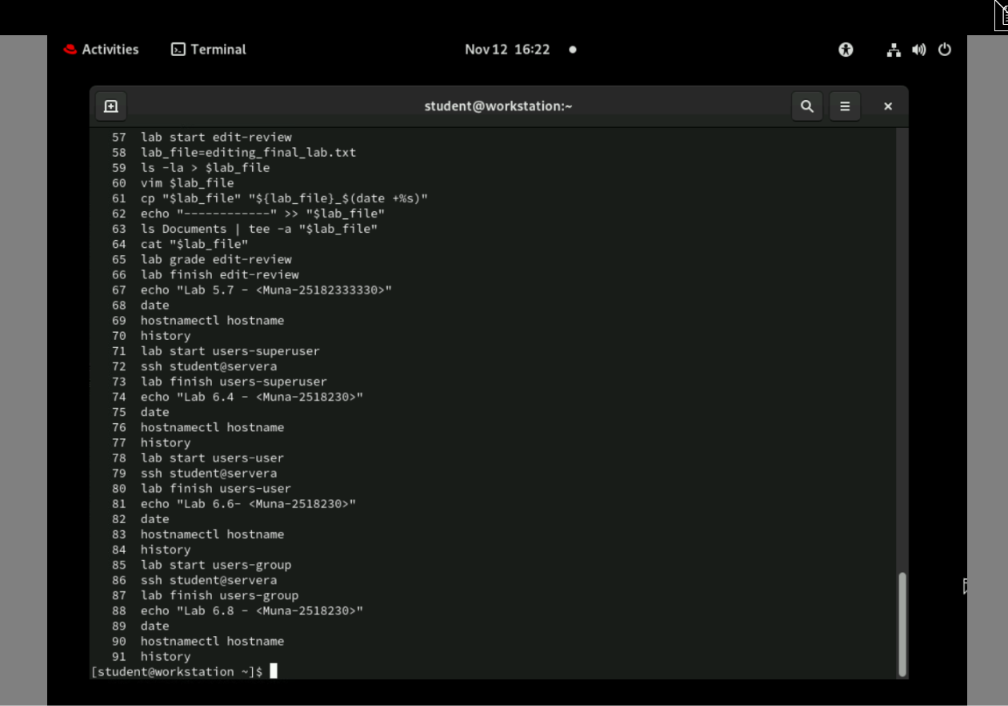 Activities Terminal Nov 12 16:22
student@workstation:~
57 lab start edit-review
58 lab_file=editing_final_lab.txt
59 ls -la > $lab_file
60 vim $lab_file
61 cp "$lab_file" "${lab_file}_$(date +%s)"
62 echo "------------" >> "$lab_file"
63 ls Documents | tee -a "$lab_file"
64 cat "$lab_file"
65 lab grade edit-review
66 lab finish edit-review
67 echo "Lab 5.7 - <Muna-25182333330>"
68 date
69 hostnamectl hostname
70 history
71 lab start users-superuser
72 ssh student@servera
73 lab finish users-superuser
74 echo "Lab 6.4 - <Muna-2518230>"
75 date
76 hostnamectl hostname
77 history
78 lab start users-user
79 ssh student@servera
80 lab finish users-user
81 echo "Lab 6.6- <Muna-2518230>"
82 date
83 hostnamectl hostname
84 history
85 lab start users-group
86 ssh student@servera
87 lab finish users-group
88 echo "Lab 6.8 - <Muna-2518230>"
89 date
90 hostnamectl hostname
91 history
[student@workstation ~]$